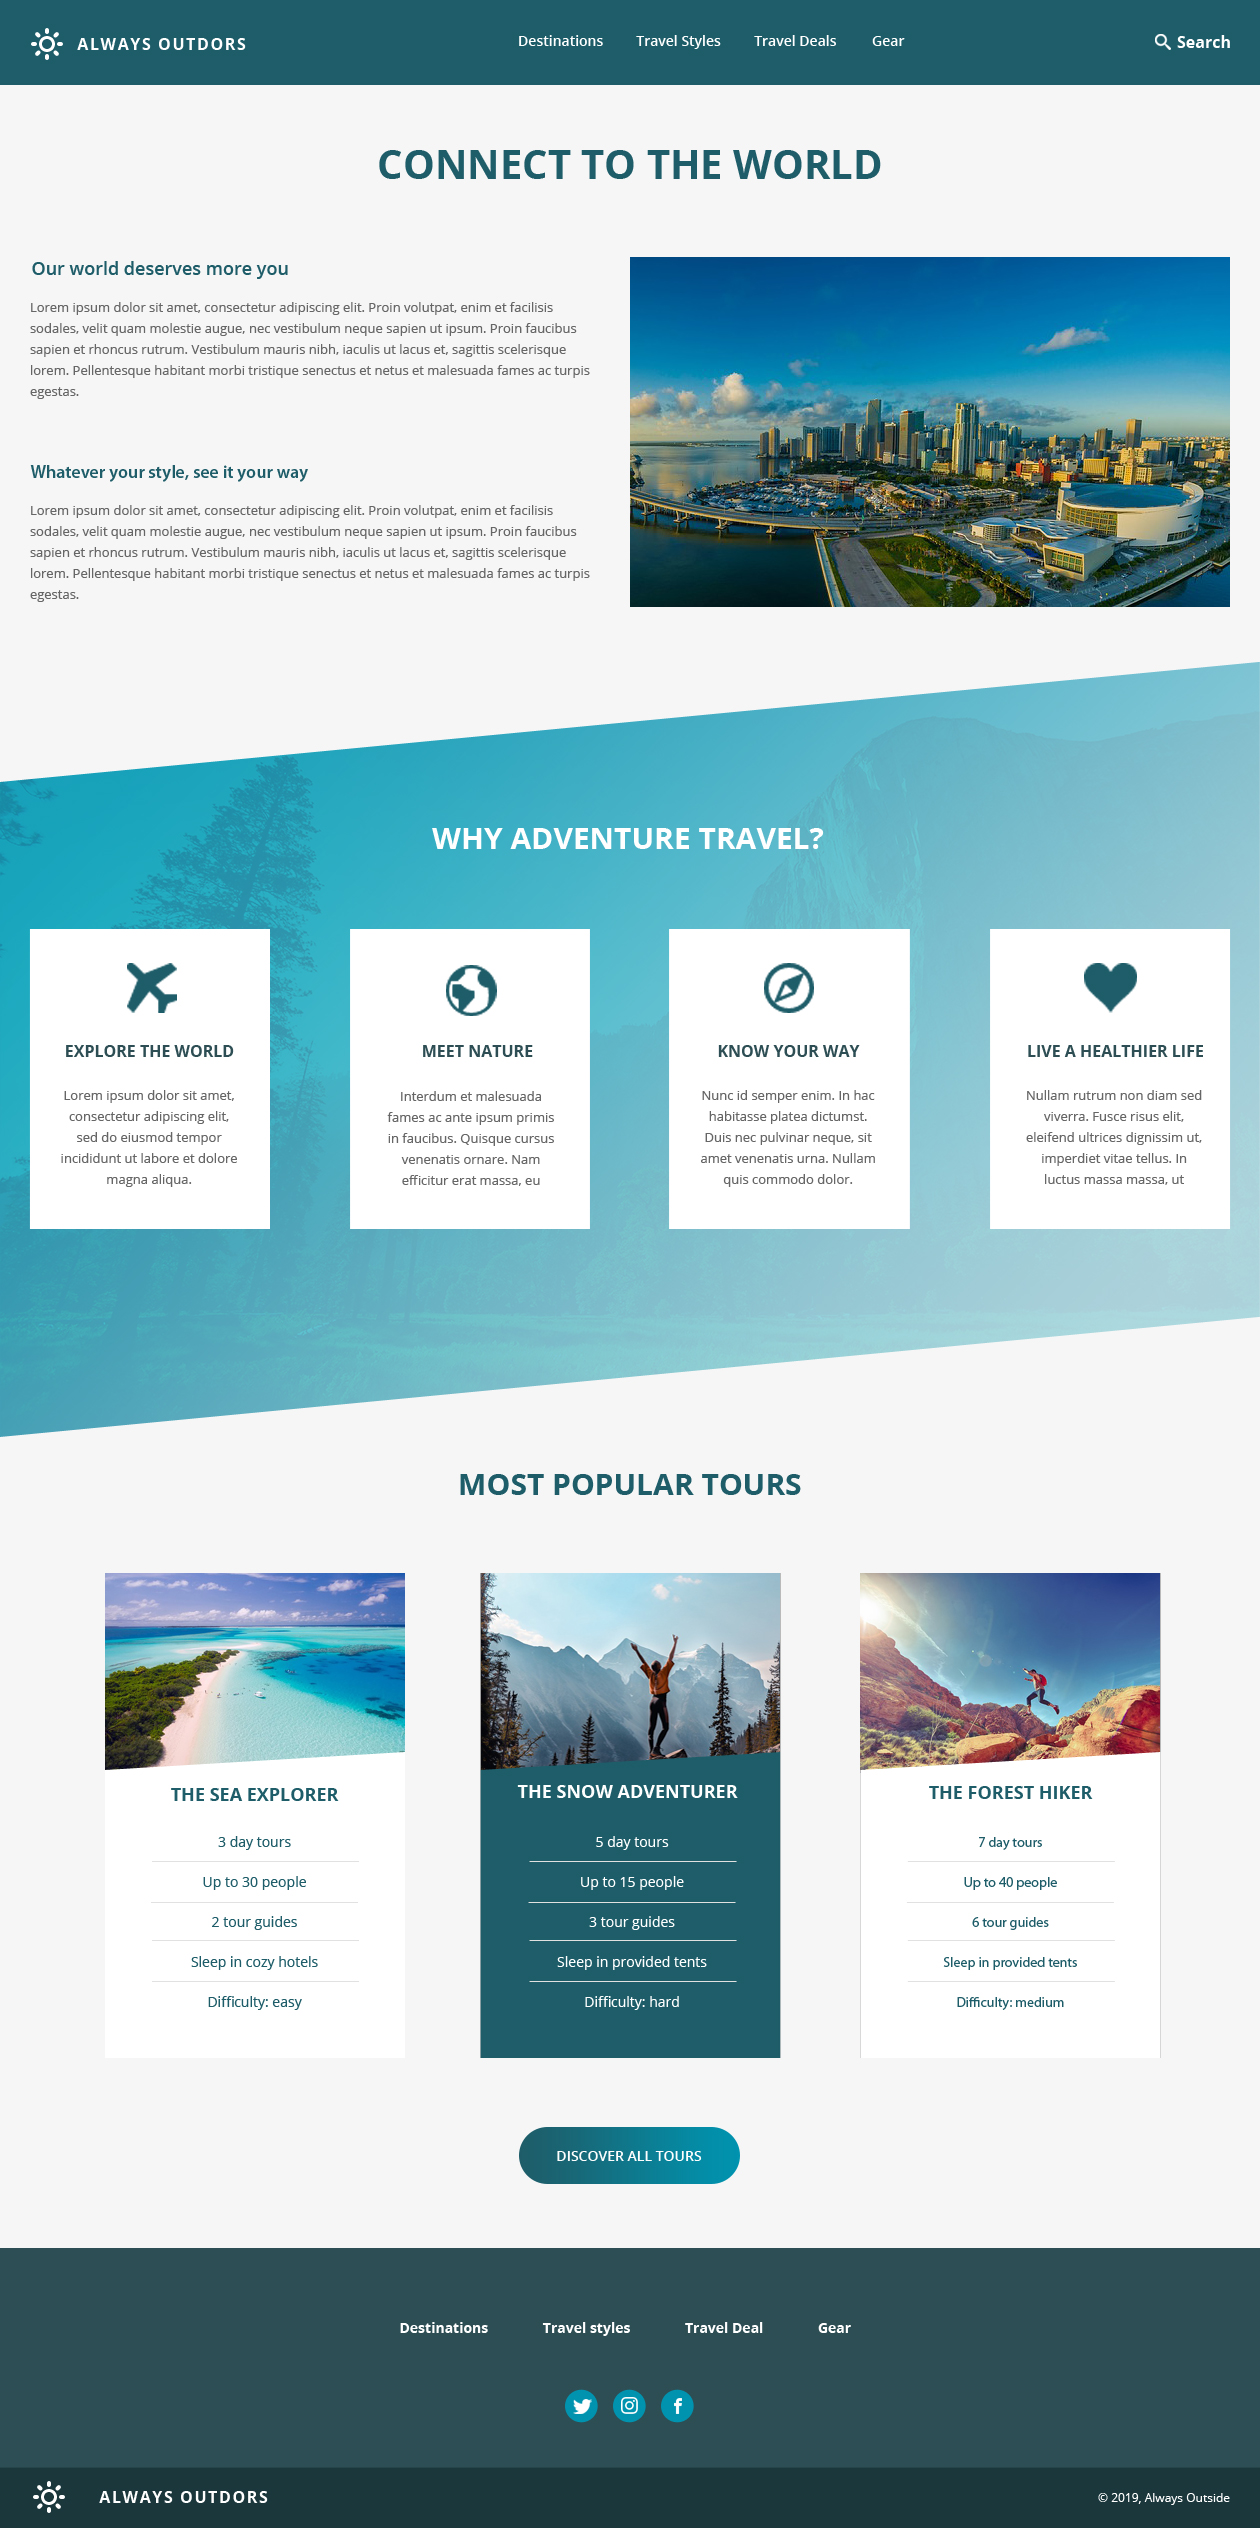 ALWAYS OUTDORS
Destinations
Travel Styles
Travel Deals
Gear
Search
CONNECT TO THE WORLD
Our world deserves more you
Lorem ipsum dolor sit amet, consectetur adipiscing elit. Proin volutpat, enim et facilisis
sodales, velit quam molestie augue, nec vestibulum neque sapien ut ipsum. Proin faucibus
sapien et rhoncus rutrum. Vestibulum mauris nibh, iaculis ut lacus et, sagittis scelerisque
lorem. Pellentesque habitant morbi tristique senectus et netus et malesuada fames ac turpis
egestas.
Whatever your style, see it your way
Lorem ipsum dolor sit amet, consectetur adipiscing elit. Proin volutpat, enim et facilisis
sodales, velit quam molestie augue, nec vestibulum neque sapien ut ipsum. Proin faucibus
sapien et rhoncus rutrum. Vestibulum mauris nibh, iaculis ut lacus et, sagittis scelerisque
lorem. Pellentesque habitant morbi tristique senectus et netus et malesuada fames ac turpis
egestas.
WHY ADVENTURE TRAVEL?
EXPLORE THE WORLD
Lorem ipsum dolor sit amet,
consectetur adipiscing elit,
sed do eiusmod tempor
incididunt ut labore et dolore
magna aliqua.
MEET NATURE
Interdum et malesuada
fames ac ante ipsum primis
in faucibus. Quisque cursus
venenatis ornare. Nam
efficitur erat massa, eu
KNOW YOUR WAY
Nunc id semper enim. In hac
habitasse platea dictumst.
Duis nec pulvinar neque, sit
amet venenatis urna. Nullam
quis commodo dolor.
LIVE A HEALTHIER LIFE
Nullam rutrum non diam sed
viverra. Fusce risus elit,
eleifend ultrices dignissim ut,
imperdiet vitae tellus. In
luctus massa massa, ut
MOST POPULAR TOURS
THE SEA EXPLORER
3 day tours
Up to 30 people
2 tour guides
Sleep in cozy hotels
Difficulty: easy
THE SNOW ADVENTURER
5 day tours
Up to 15 people
3 tour guides
Sleep in provided tents
Difficulty: hard
THE FOREST HIKER
7 day tours
Up to 40 people
6 tour guides
Sleep in provided tents
Difficulty: medium
DISCOVER ALL TOURS
Destinations
Travel styles
Travel Deal
Gear
ALWAYS OUTDORS
© 2019, Always Outside